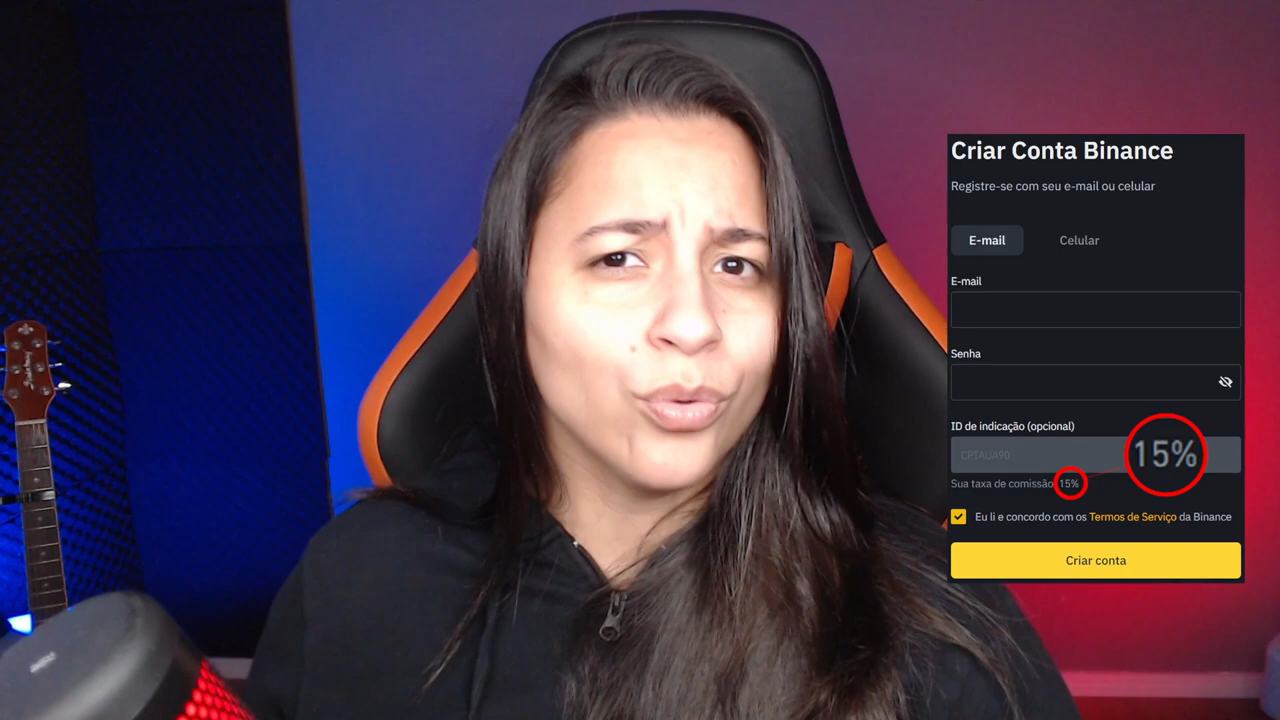 Criar Conta Binance
Registre-se com seu e-mail ou celular
E-mail
Celular
E-mail
Senha
ID de indicação (opcional)
15%
Sua taxa de comissão 15%
Eu li e concordo com os Termos de Serviço da Binance
Criar conta